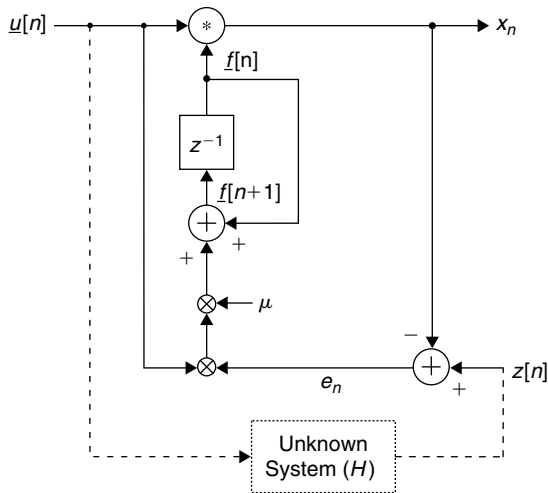 u[n]
*
x_n
f[n]
z⁻¹
f[n+1]
+
+
+
μ
−
+
z[n]
+
e_n
Unknown
System (H)